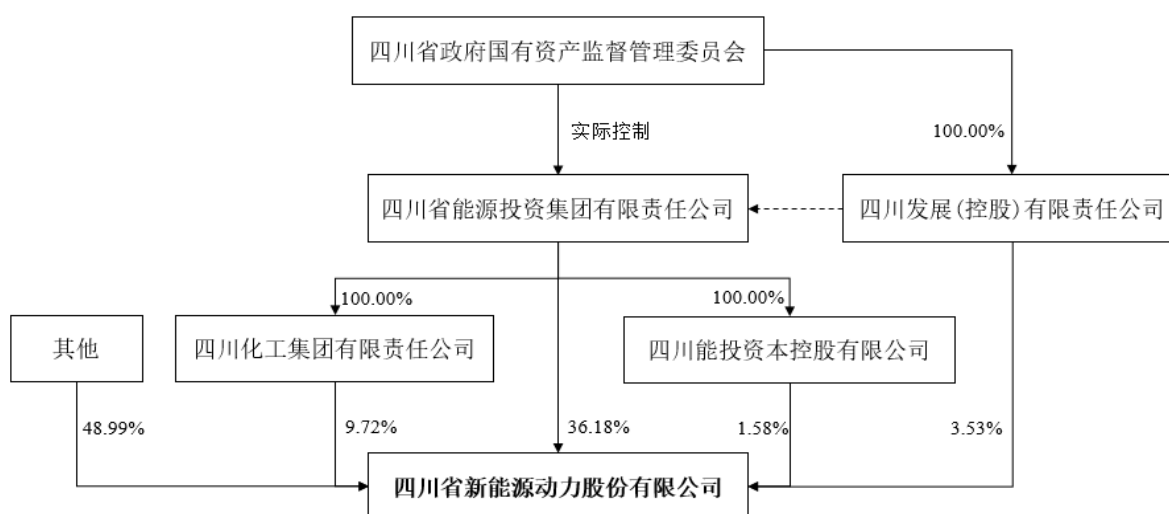 四川省政府国有资产监督管理委员会
实际控制
100.00%
四川省能源投资集团有限责任公司
四川发展(控股)有限责任公司
100.00%
100.00%
其他
四川化工集团有限责任公司
四川能投资本控股有限公司
48.99%
9.72%
36.18%
1.58%
3.53%
四川省新能源动力股份有限公司